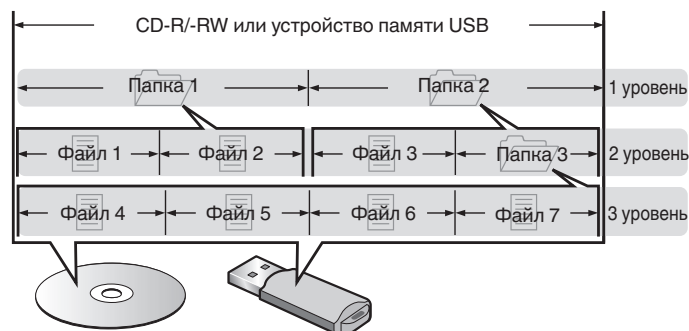 CD-R/-RW или устройство памяти USB
Папка 1 Папка 2 1 уровень
Файл 1 Файл 2 Файл 3 Папка 3 2 уровень
Файл 4 Файл 5 Файл 6 Файл 7 3 уровень